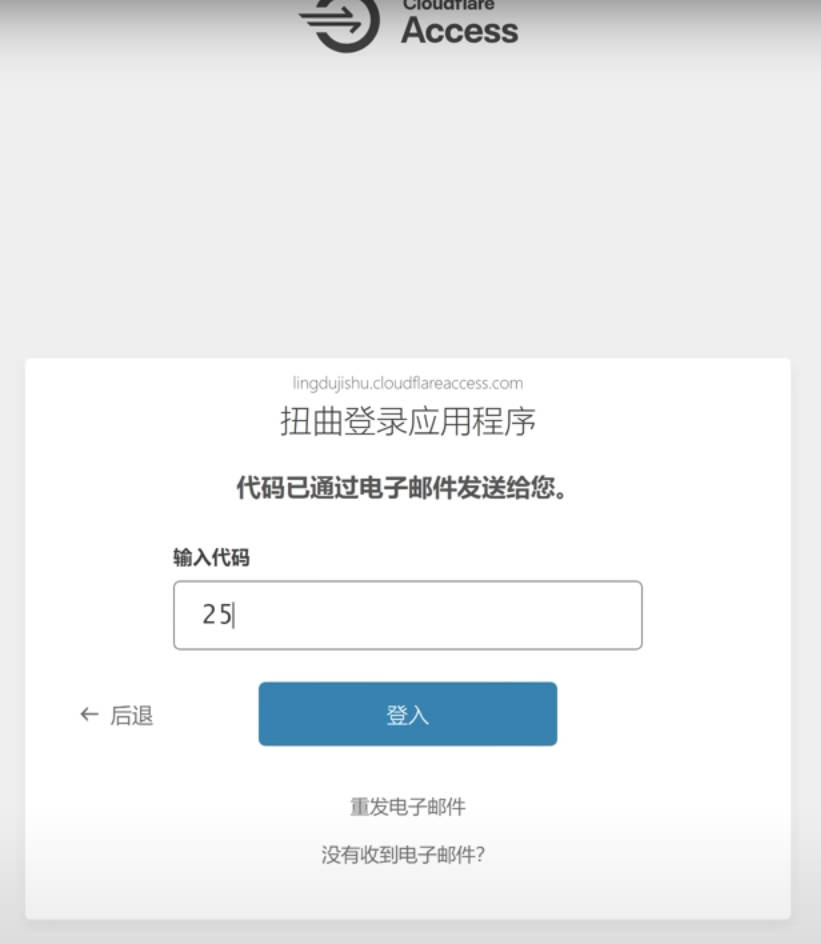 Cloudflare
Access
lingdujishu.cloudflareaccess.com
扭曲登录应用程序
代码已通过电子邮件发送给您。
输入代码
25
← 后退
登入
重发电子邮件
没有收到电子邮件?